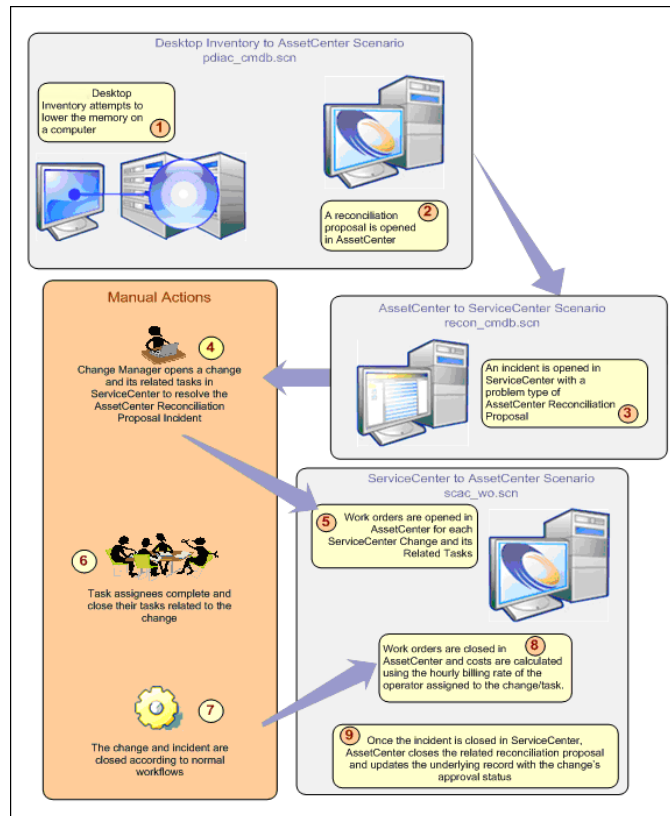 Desktop Inventory to AssetCenter Scenario
pdiac_cmdb.scn
Desktop
Inventory attempts to
lower the memory on
a computer
1
A reconciliation
proposal is opened
in AssetCenter
2
AssetCenter to ServiceCenter Scenario
recon_cmdb.scn
An incident is opened in
ServiceCenter with a
problem type of
AssetCenter Reconciliation
Proposal
3
Manual Actions
4
Change Manager opens a change
and its related tasks in
ServiceCenter to resolve the
AssetCenter Reconciliation
Proposal Incident
ServiceCenter to AssetCenter Scenario
scac_wo.scn
5
Work orders are opened in
AssetCenter for each
ServiceCenter Change and its
Related Tasks
6
Task assignees complete and
close their tasks related to the
change
7
The change and incident are
closed according to normal
workflows
8
Work orders are closed in
AssetCenter and costs are calculated
using the hourly billing rate of the
operator assigned to the change/task.
9
Once the incident is closed in ServiceCenter,
AssetCenter closes the related reconciliation proposal
and updates the underlying record with the change's
approval status